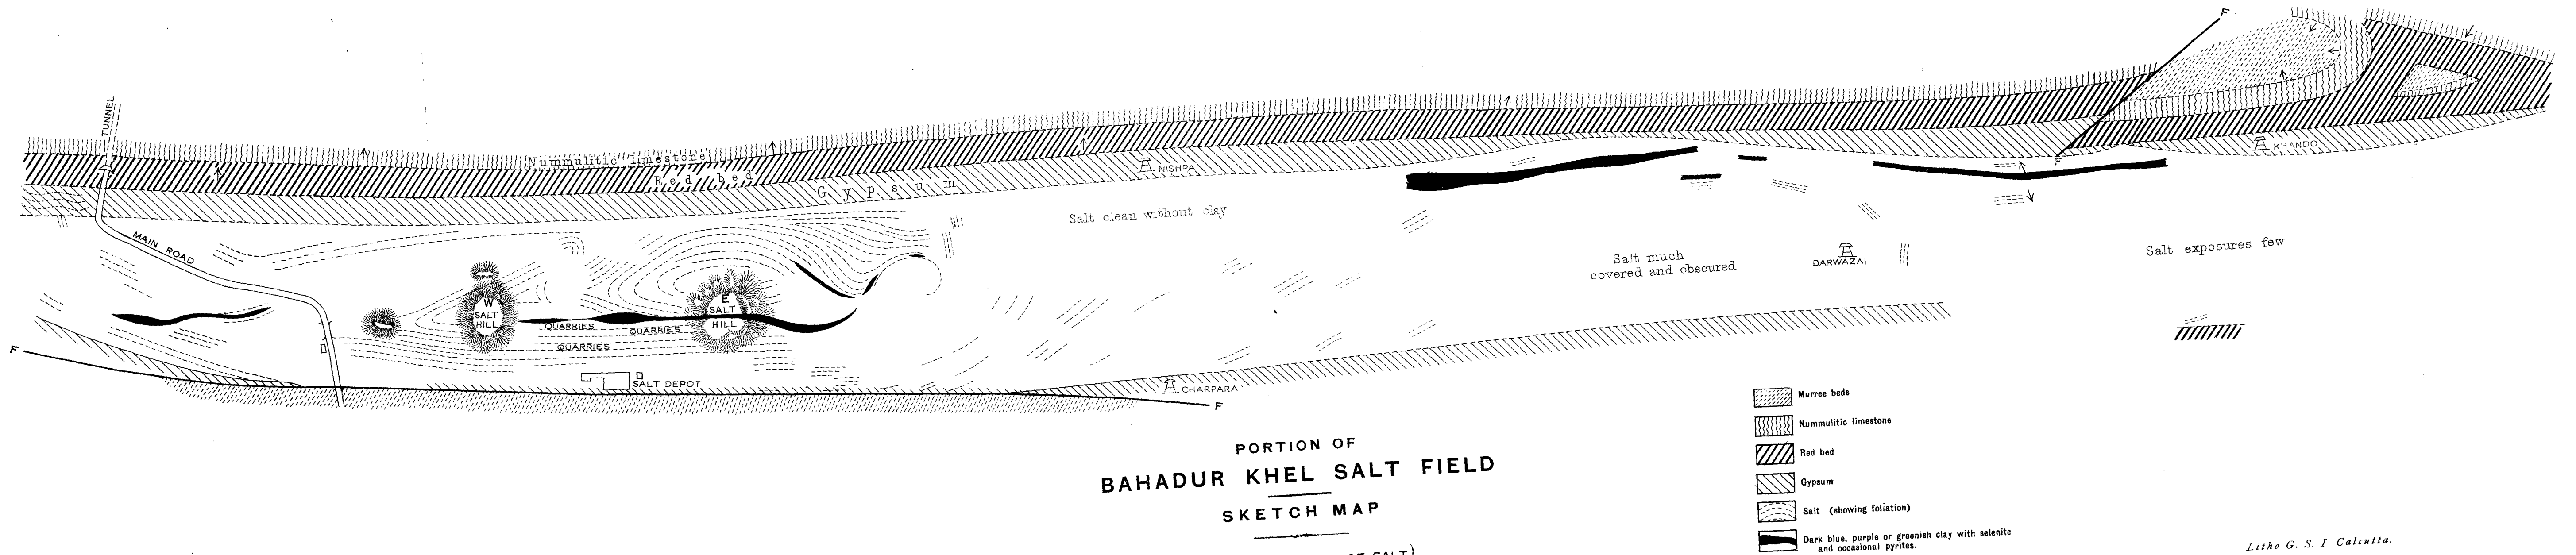 F
TUNNEL
Nummulitic limestone
Red bed
Gypsum
NISHPA
F
KHANDO
MAIN ROAD
Salt clean without clay
Salt much
covered and obscured
DARWAZAI
Salt exposures few
W
SALT
HILL
E
SALT
HILL
QUARRIES
QUARRIES
QUARRIES
F
SALT DEPOT
CHARPARA
F
PORTION OF
BAHADUR KHEL SALT FIELD
SKETCH MAP
Murree beds
Nummulitic limestone
Red bed
Gypsum
Salt (showing foliation)
Dark blue, purple or greenish clay with selenite
and occasional pyrites.
Litho G. S. I Calcutta.
SALT)